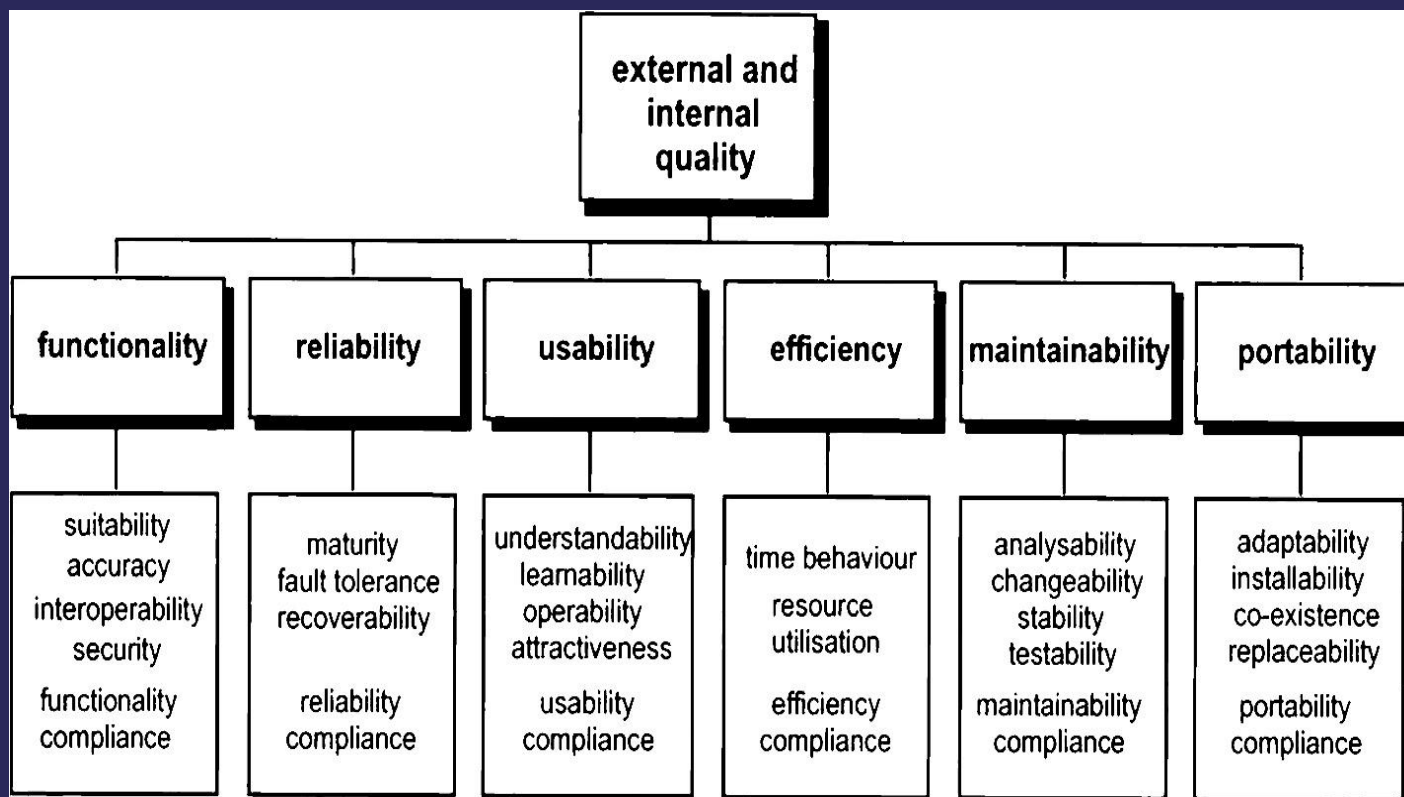 external and
internal
quality
functionality
reliability
usability
efficiency
maintainability
portability
suitability
accuracy
interoperability
security
functionality
compliance
maturity
fault tolerance
recoverability
reliability
compliance
understandability
learnability
operability
attractiveness
usability
compliance
time behaviour
resource
utilisation
efficiency
compliance
analysability
changeability
stability
testability
maintainability
compliance
adaptability
installability
co-existence
replaceability
portability
compliance